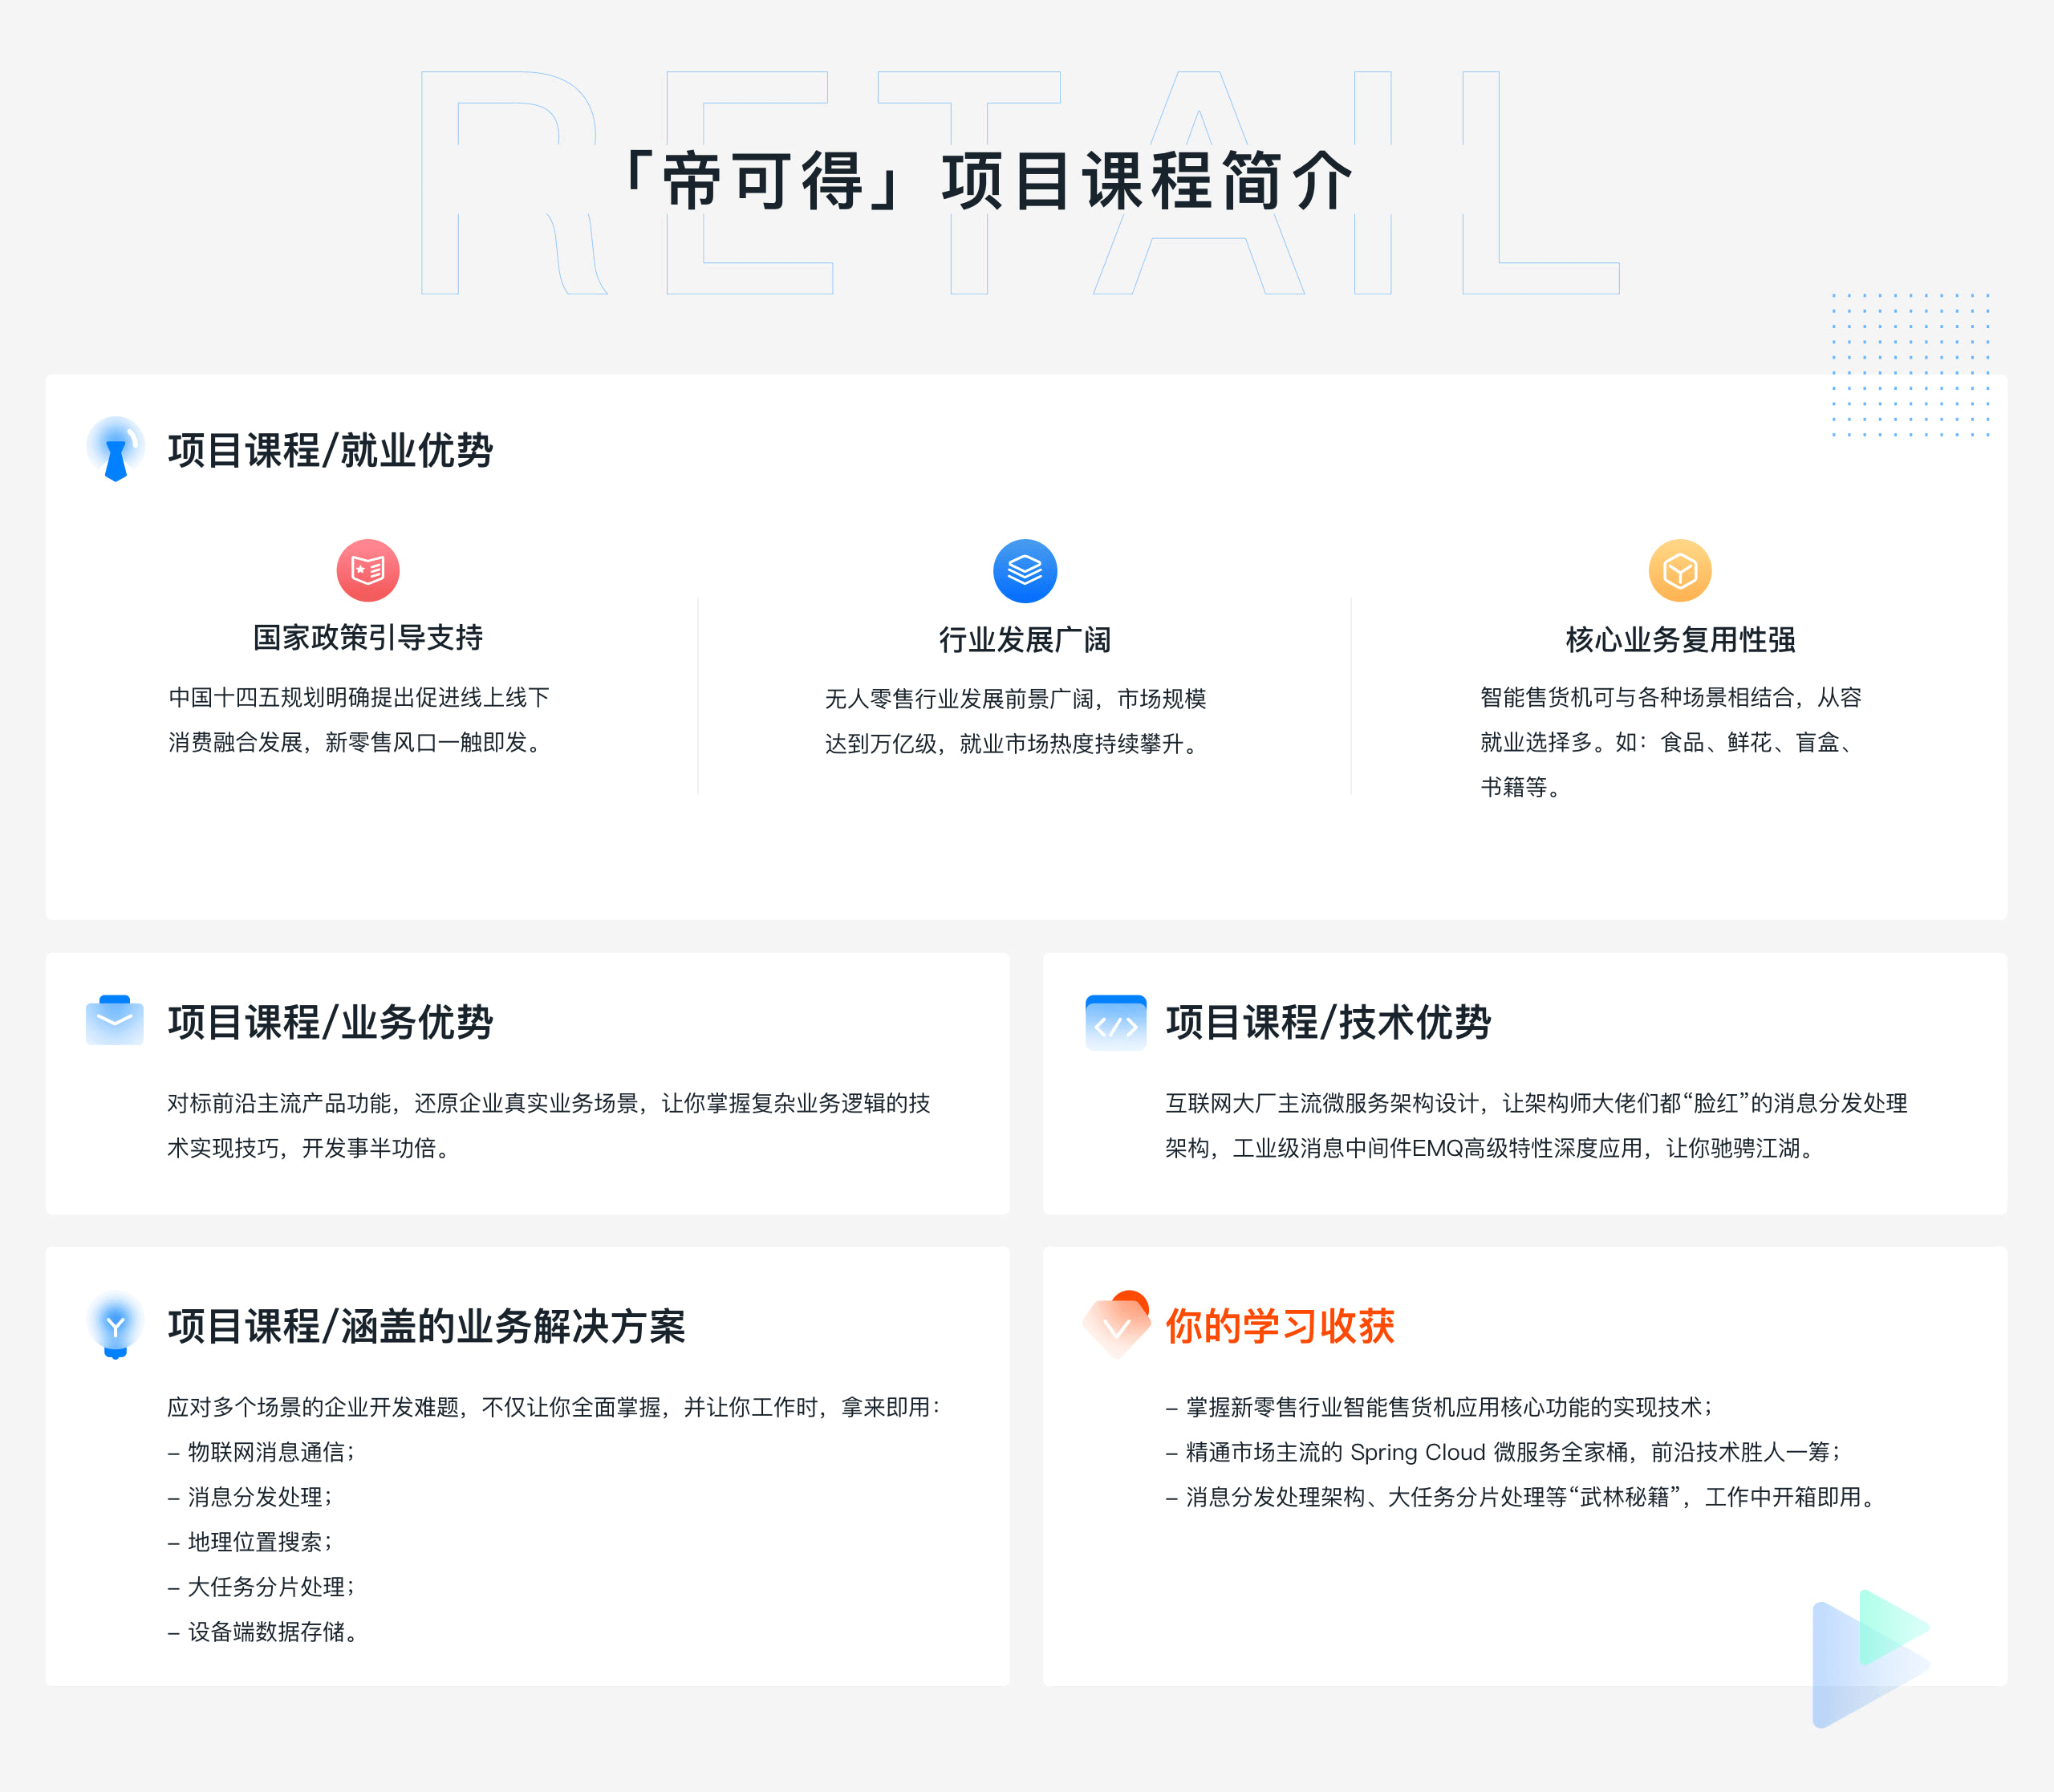 RETAIL
「帝可得」项目课程简介
项目课程/就业优势
国家政策引导支持
中国十四五规划明确提出促进线上线下
消费融合发展，新零售风口一触即发。
行业发展广阔
无人零售行业发展前景广阔，市场规模
达到万亿级，就业市场热度持续攀升。
核心业务复用性强
智能售货机可与各种场景相结合，从容
就业选择多。如：食品、鲜花、盲盒、
书籍等。
项目课程/业务优势
对标前沿主流产品功能，还原企业真实业务场景，让你掌握复杂业务逻辑的技
术实现技巧，开发事半功倍。
项目课程/技术优势
互联网大厂主流微服务架构设计，让架构师大佬们都“脸红”的消息分发处理
架构，工业级消息中间件EMQ高级特性深度应用，让你驰骋江湖。
项目课程/涵盖的业务解决方案
应对多个场景的企业开发难题，不仅让你全面掌握，并让你工作时，拿来即用：
– 物联网消息通信；
– 消息分发处理；
– 地理位置搜索；
– 大任务分片处理；
– 设备端数据存储。
你的学习收获
– 掌握新零售行业智能售货机应用核心功能的实现技术；
– 精通市场主流的 Spring Cloud 微服务全家桶，前沿技术胜人一筹；
– 消息分发处理架构、大任务分片处理等“武林秘籍”，工作中开箱即用。